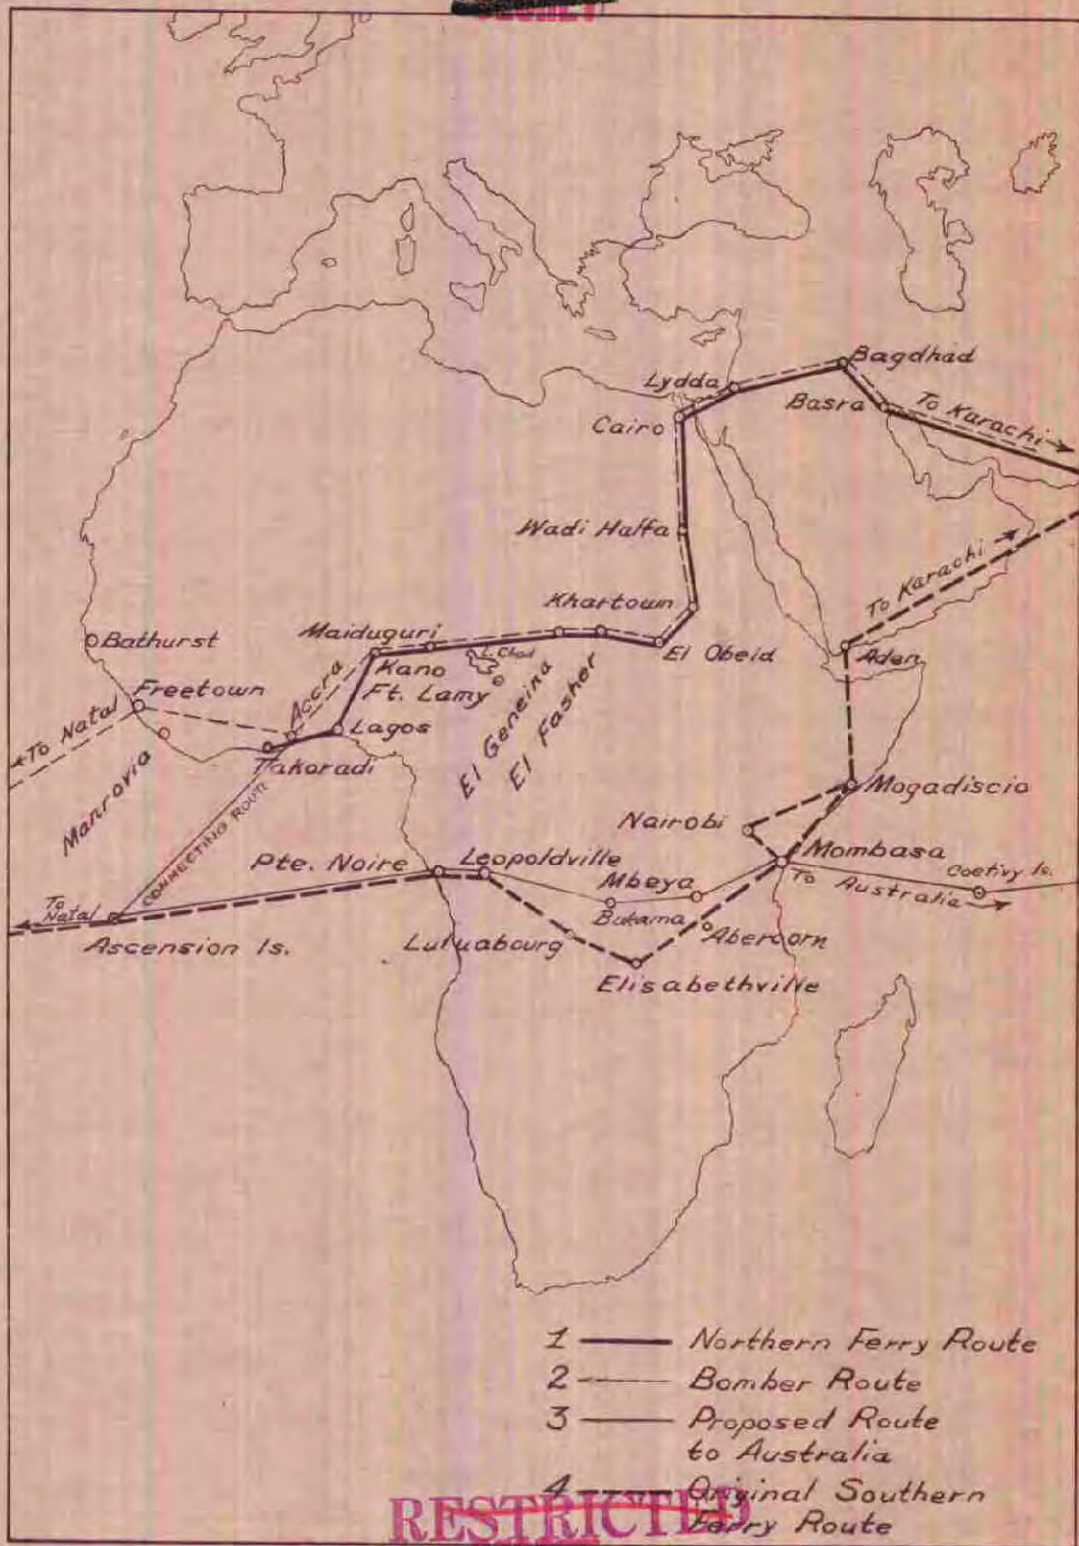 SECRET
Bagdhad
Lydda
Basra
To Karachi
Cairo
Wadi Halfa
To Karachi
Khartown
Bathurst
Maiduguri
L. Chad
El Obeid
Aden
Kano
Freetown
Accra
Ft. Lamy
El Geneina
El Fasher
To Natal
Lagos
Takoradi
Manrovia
Mogadiscio
CONNECTING ROUTE
Nairobi
Pte. Noire
Leopoldville
Mombasa
Mbeya
Coetivy Is.
To Australia
Bukama
To Natal
Ascension Is.
Luluabourg
Abercorn
Elisabethville
1 Northern Ferry Route
2 Bomber Route
3 Proposed Route
to Australia
4 Original Southern
Ferry Route
RESTRICTED